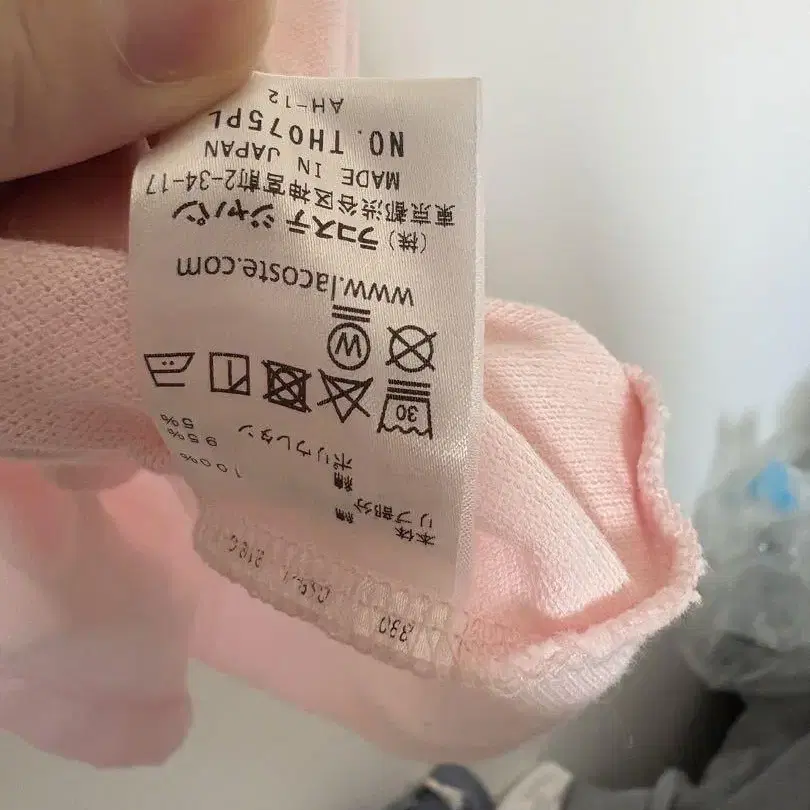 本体 綿 100%
リブ部分 綿 95%
ポリウレタン 5%
30
W
www.lacoste.com
(株) ラコステ ジャパン
東京都渋谷区神宮前2-34-17
MADE IN JAPAN
NO. TH075PL
AH-12